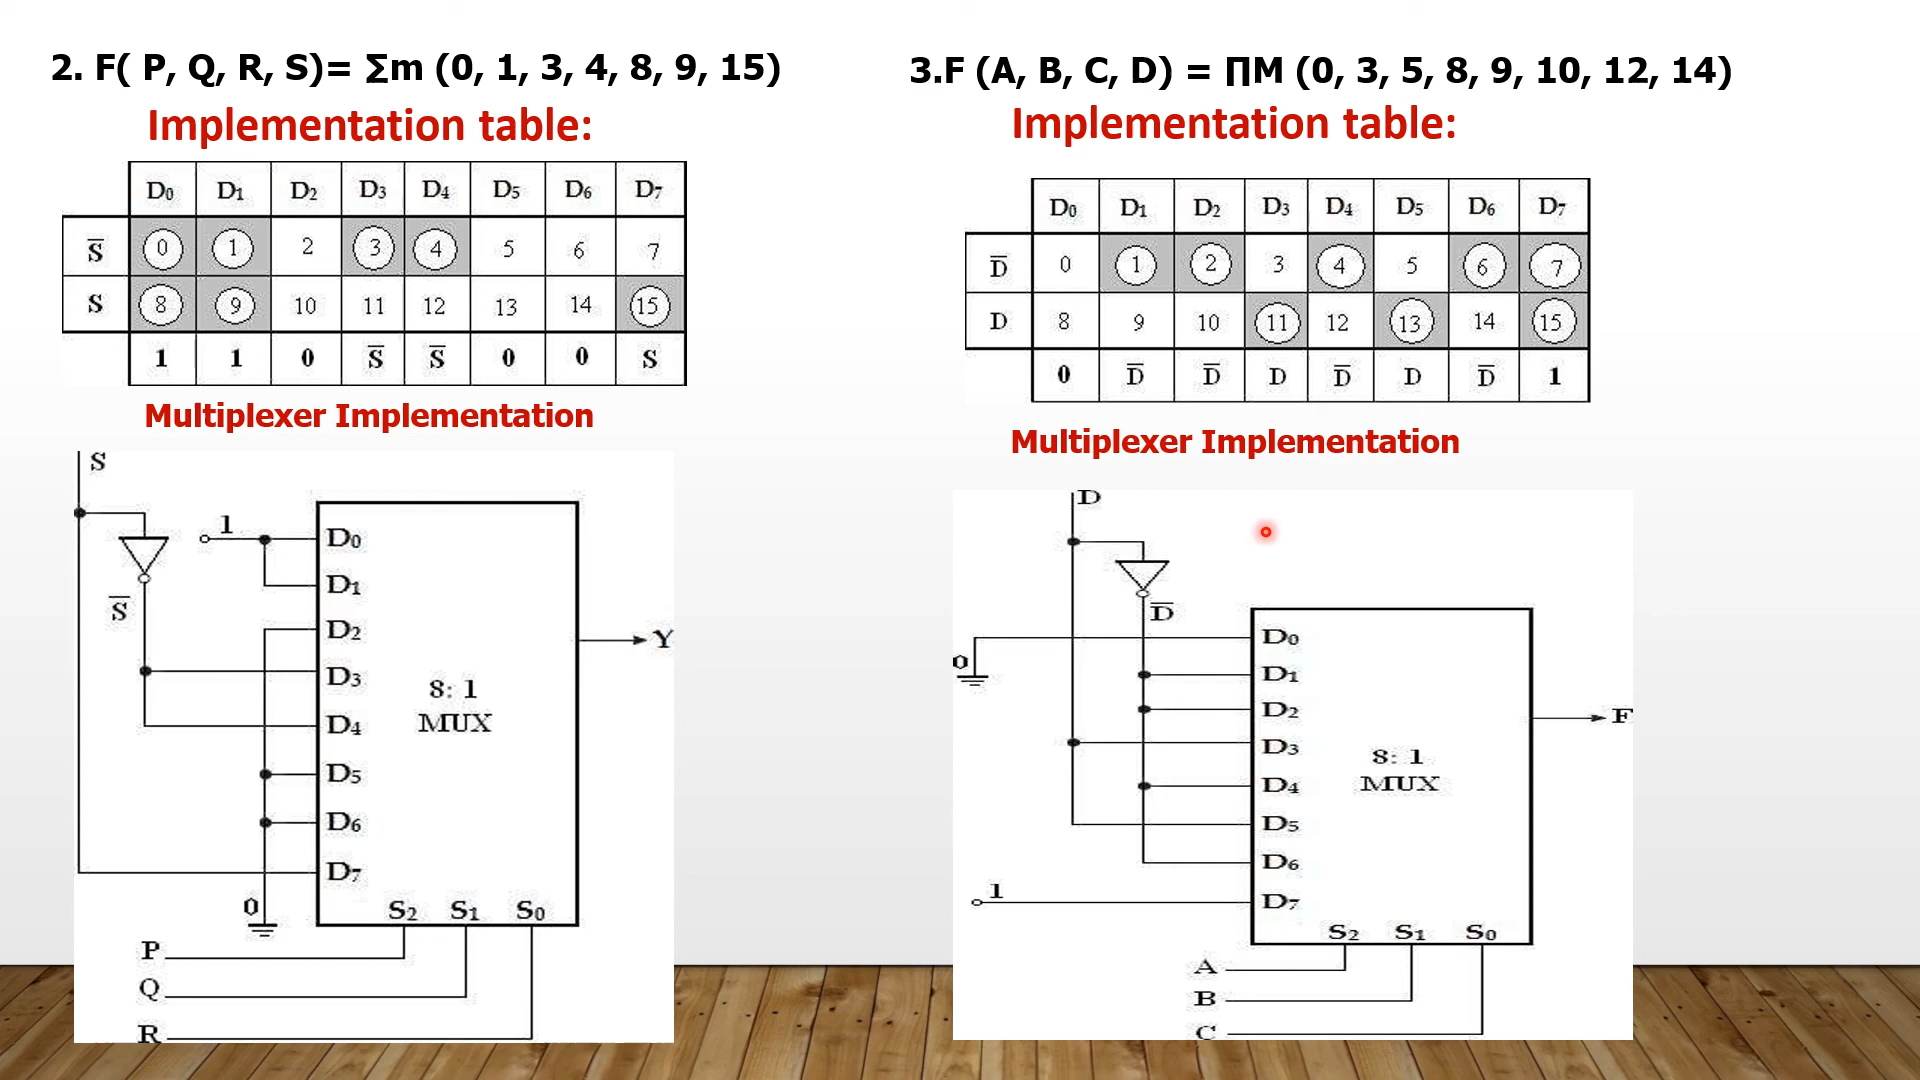 2. F( P, Q, R, S)= ∑m (0, 1, 3, 4, 8, 9, 15)
Implementation table:
D₀ D₁ D₂ D₃ D₄ D₅ D₆ D₇
S̅ 0 1 2 3 4 5 6 7
S 8 9 10 11 12 13 14 15
1 1 0 S̅ S̅ 0 0 S
Multiplexer Implementation
S
1
S̅
D₀
D₁
D₂
D₃
D₄
D₅
D₆
D₇
8: 1
MUX
Y
0
S₂ S₁ S₀
P
Q
R
3.F (A, B, C, D) = ∏M (0, 3, 5, 8, 9, 10, 12, 14)
Implementation table:
D₀ D₁ D₂ D₃ D₄ D₅ D₆ D₇
D̅ 0 1 2 3 4 5 6 7
D 8 9 10 11 12 13 14 15
0 D̅ D̅ D D̅ D D̅ 1
Multiplexer Implementation
D
D̅
0
D₀
D₁
D₂
D₃
D₄
D₅
D₆
D₇
8: 1
MUX
F
1
S₂ S₁ S₀
A
B
C